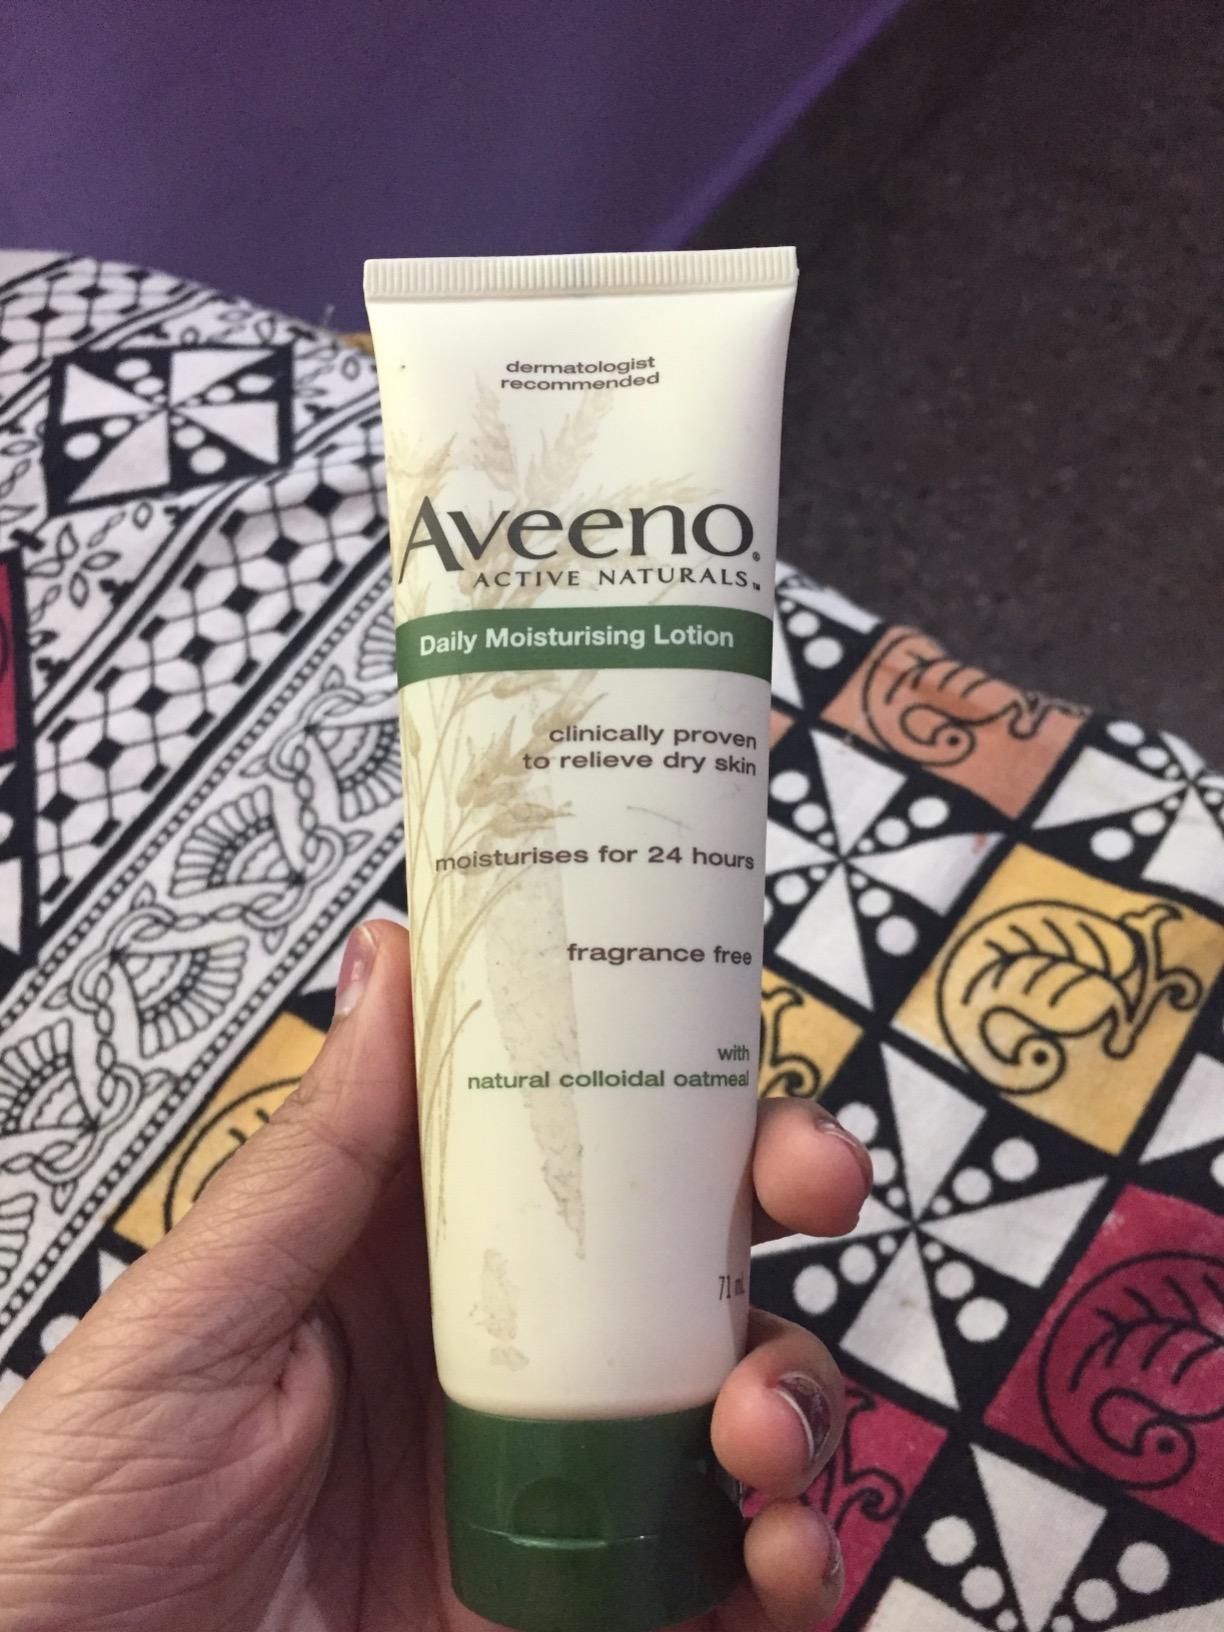 dermatologist
recommended
Aveeno®
ACTIVE NATURALS™
Daily Moisturising Lotion
clinically proven
to relieve dry skin
moisturises for 24 hours
fragrance free
with
natural colloidal oatmeal
71 mL